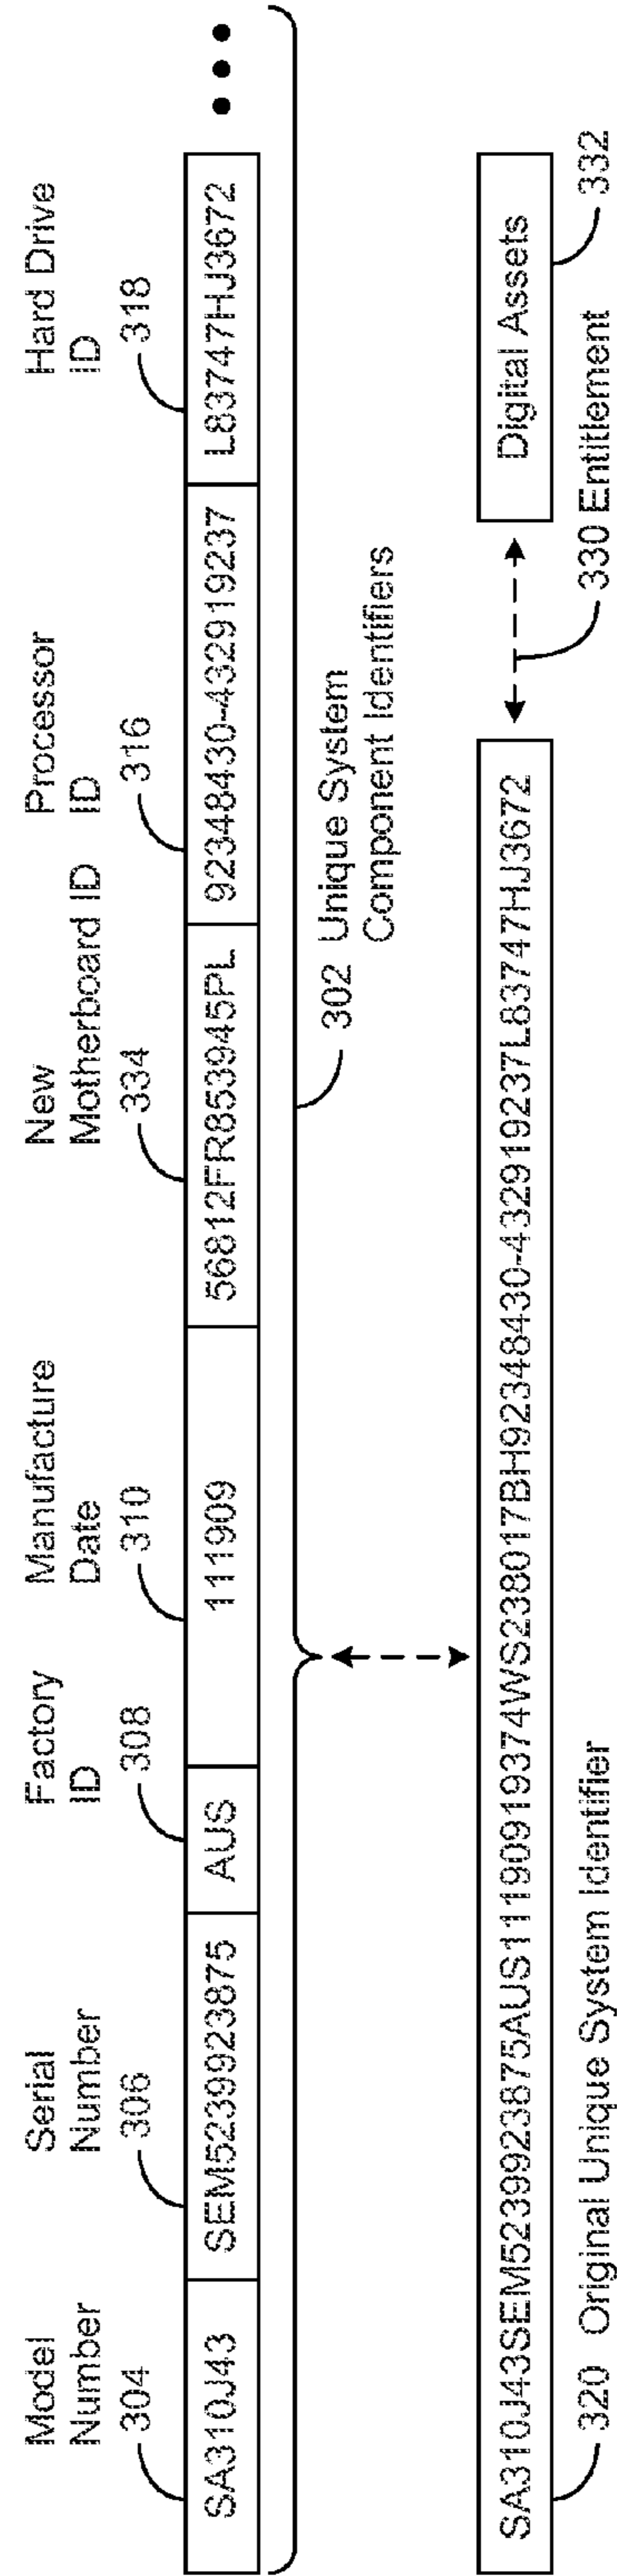 Model
Number
304
Serial
Number
306
Factory
ID
308
Manufacture
Date
310
New
Motherboard ID
334
Processor
ID
316
Hard Drive
ID
318
SA310J43 SEM5239923875 AUS 111909 56812FR853945PL 92348430-432919237 L83747HJ3672
302 Unique System
Component Identifiers
SA310J43SEM5239923875AUS11190919374WS238017BH92348430-432919237L83747HJ3672
Digital Assets
320 Original Unique System Identifier
330 Entitlement
332